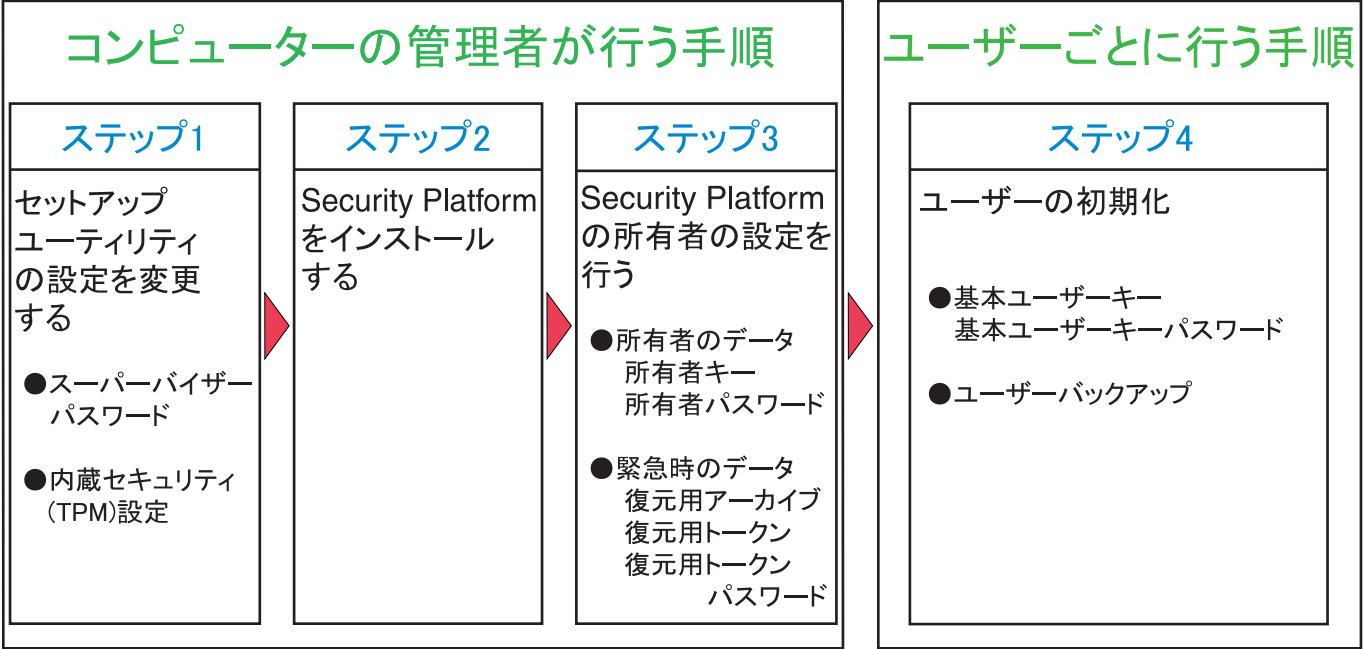 コンピューターの管理者が行う手順
ステップ1
セットアップ
ユーティリティ
の設定を変更
する
●スーパーバイザー
パスワード
●内蔵セキュリティ
(TPM)設定
ステップ2
Security Platform
をインストール
する
ステップ3
Security Platform
の所有者の設定を
行う
●所有者のデータ
所有者キー
所有者パスワード
●緊急時のデータ
復元用アーカイブ
復元用トークン
復元用トークン
パスワード
ユーザーごとに行う手順
ステップ4
ユーザーの初期化
●基本ユーザーキー
基本ユーザーキーパスワード
●ユーザーバックアップ